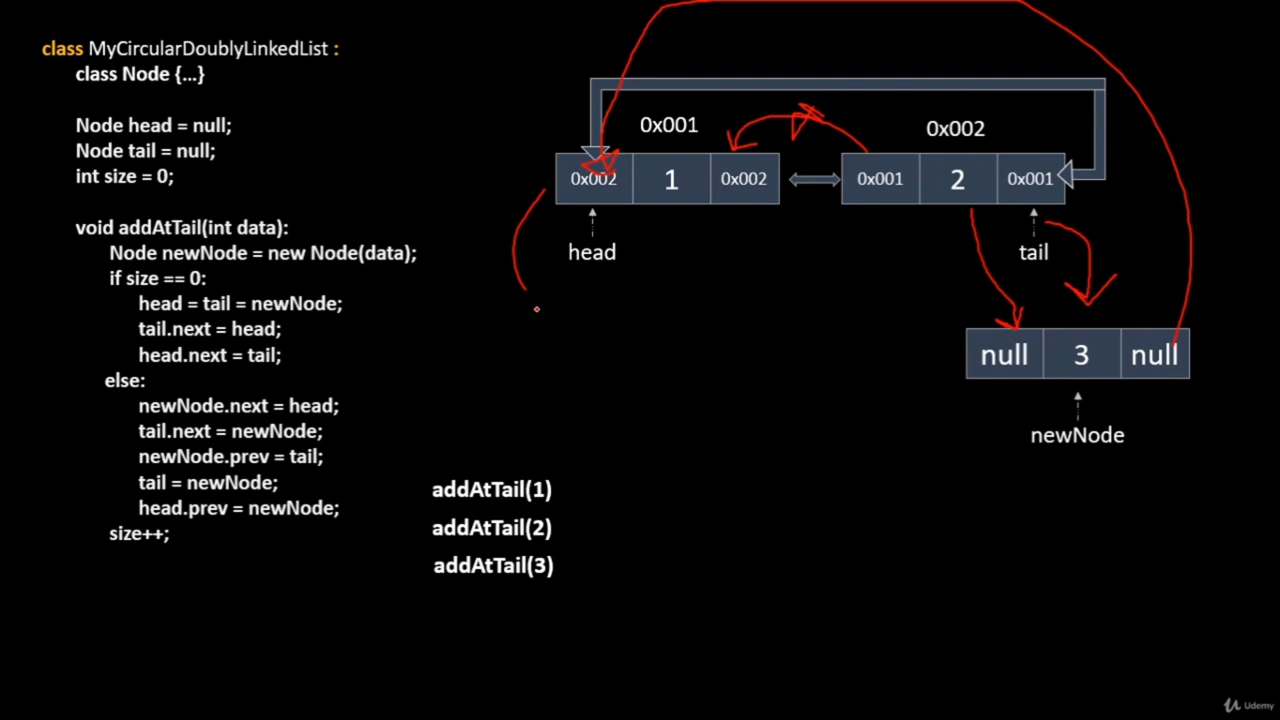 class MyCircularDoublyLinkedList :
class Node {...}
Node head = null;
Node tail = null;
int size = 0;
void addAtTail(int data):
Node newNode = new Node(data);
if size == 0:
head = tail = newNode;
tail.next = head;
head.next = tail;
else:
newNode.next = head;
tail.next = newNode;
newNode.prev = tail;
tail = newNode;
head.prev = newNode;
size++;
addAtTail(1)
addAtTail(2)
addAtTail(3)
0x001 0x002
0x002 1 0x002 0x001 2 0x001
head tail
null 3 null
newNode
Udemy